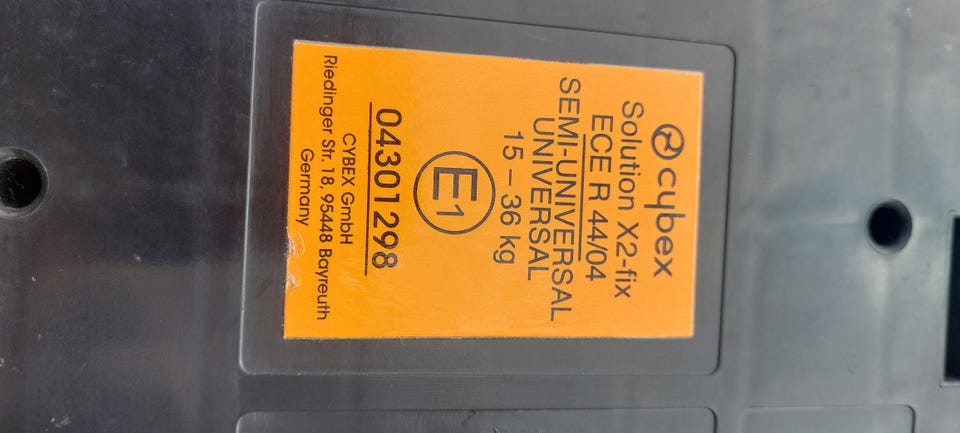 cybex
Solution X2-fix
ECE R 44/04
SEMI-UNIVERSAL
UNIVERSAL
15 – 36 kg
E1
04301298
CYBEX GmbH
Riedinger Str. 18, 95448 Bayreuth
Germany